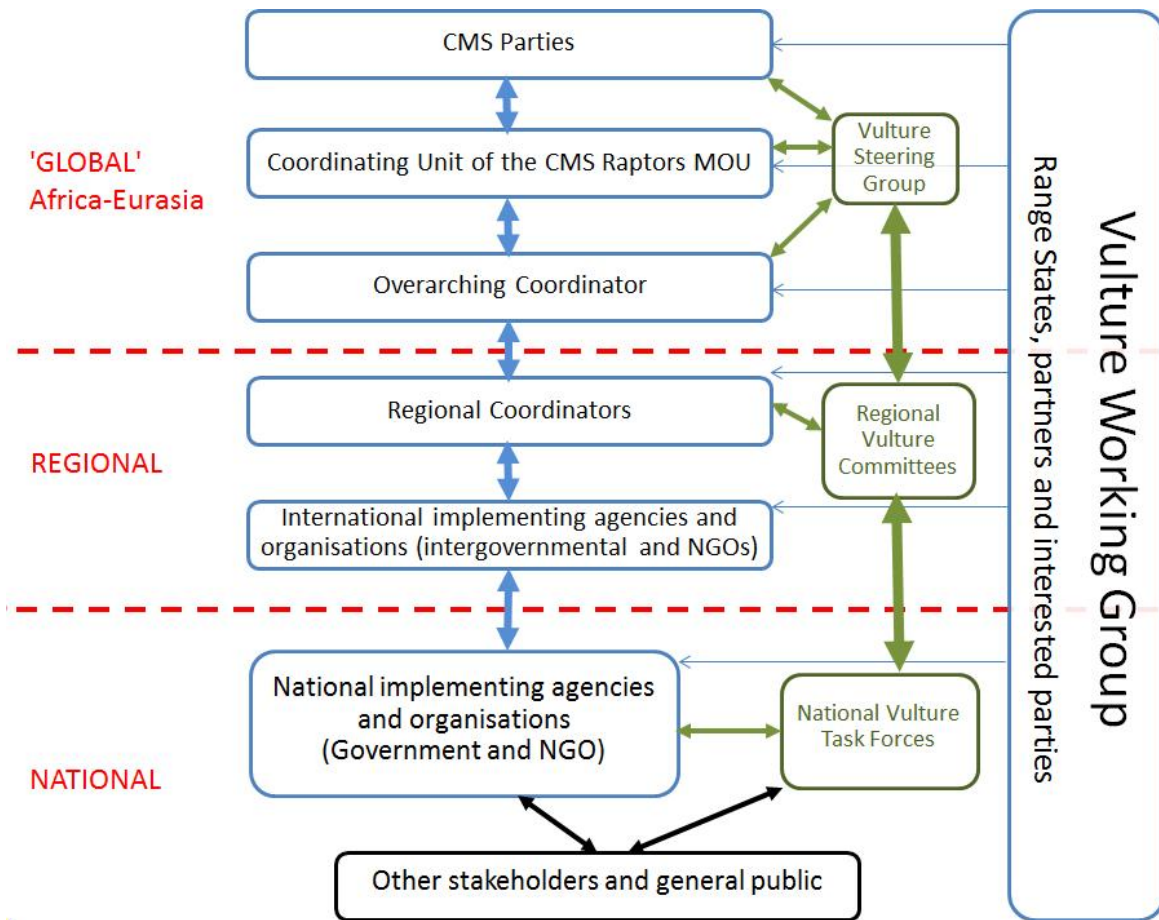 CMS Parties
'GLOBAL'
Africa-Eurasia
Coordinating Unit of the CMS Raptors MOU
Vulture
Steering
Group
Overarching Coordinator
REGIONAL
Regional Coordinators
Regional
Vulture
Committees
International implementing agencies and
organisations (intergovernmental and NGOs)
NATIONAL
National implementing agencies
and organisations
(Government and NGO)
National Vulture
Task Forces
Other stakeholders and general public
Vulture Working Group
Range States, partners and interested parties